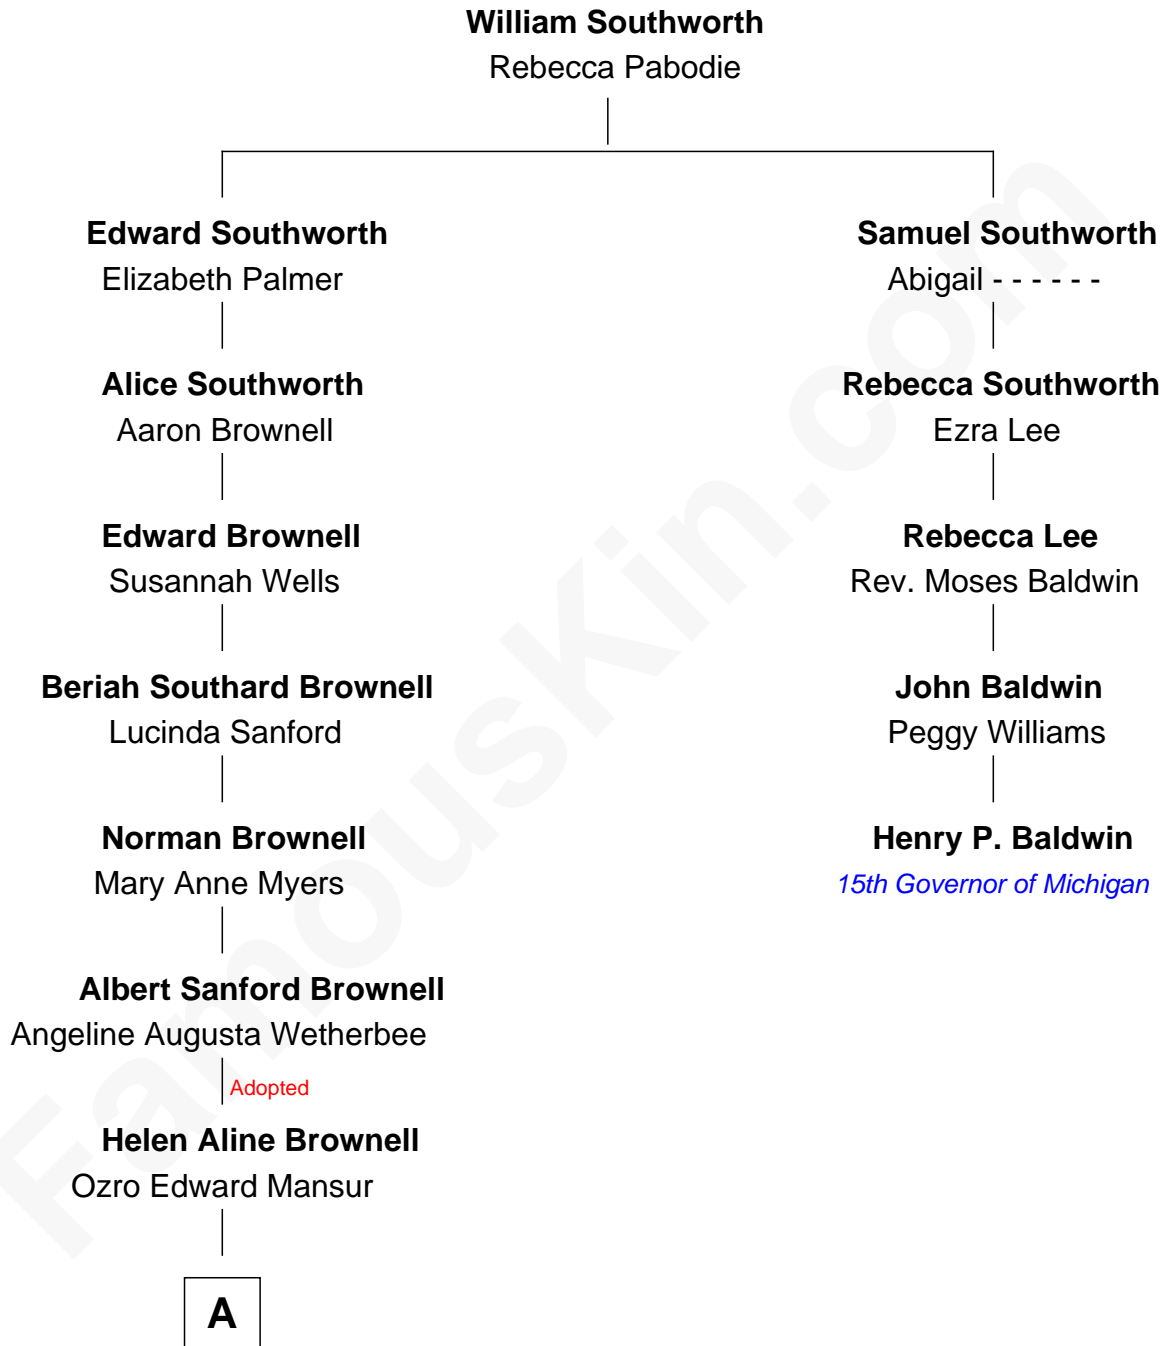 William Southworth
Rebecca Pabodie
Edward Southworth
Elizabeth Palmer
Samuel Southworth
Abigail - - - - - -
Alice Southworth
Aaron Brownell
Rebecca Southworth
Ezra Lee
Edward Brownell
Susannah Wells
Rebecca Lee
Rev. Moses Baldwin
Beriah Southard Brownell
Lucinda Sanford
John Baldwin
Peggy Williams
Norman Brownell
Mary Anne Myers
Henry P. Baldwin
15th Governor of Michigan
Albert Sanford Brownell
Angeline Augusta Wetherbee
Adopted
Helen Aline Brownell
Ozro Edward Mansur
A
FamousKin.com